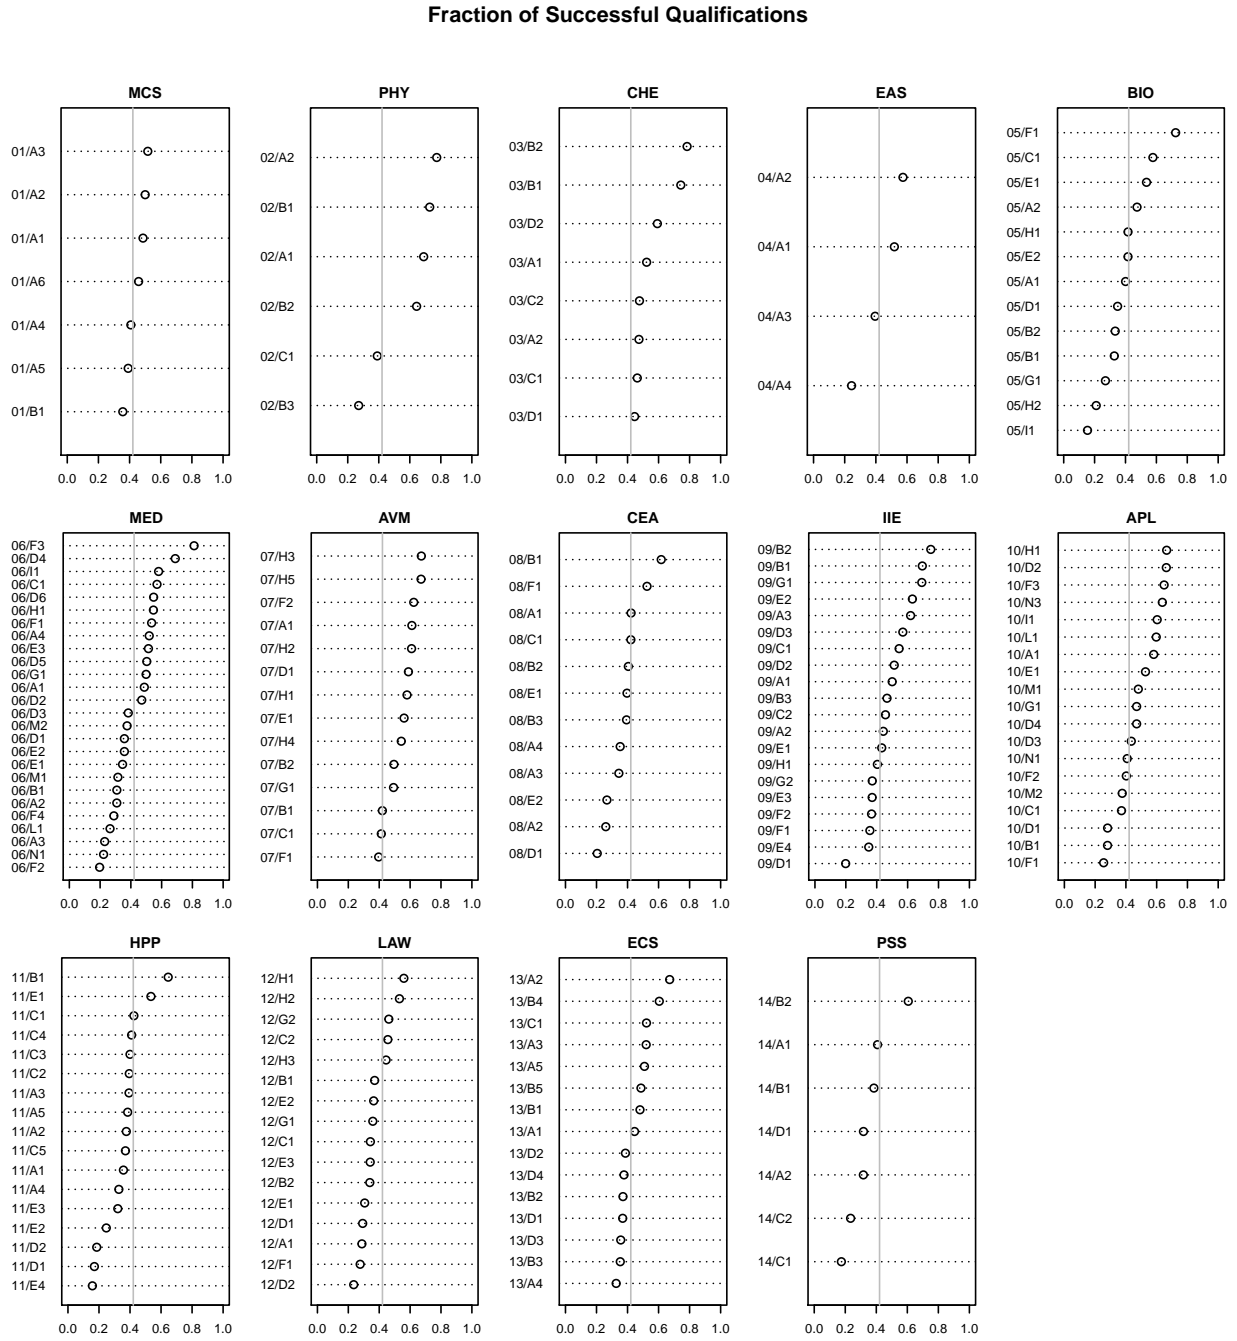 Fraction of Successful Qualifications
MCS
01/A3
01/A2
01/A1
01/A6
01/A4
01/A5
01/B1
0.0 0.2 0.4 0.6 0.8 1.0
PHY
02/A2
02/B1
02/A1
02/B2
02/C1
02/B3
0.0 0.2 0.4 0.6 0.8 1.0
CHE
03/B2
03/B1
03/D2
03/A1
03/C2
03/A2
03/C1
03/D1
0.0 0.2 0.4 0.6 0.8 1.0
EAS
04/A2
04/A1
04/A3
04/A4
0.0 0.2 0.4 0.6 0.8 1.0
BIO
05/F1
05/C1
05/E1
05/A2
05/H1
05/E2
05/A1
05/D1
05/B2
05/B1
05/G1
05/H2
05/I1
0.0 0.2 0.4 0.6 0.8 1.0
MED
06/F3
06/D4
06/I1
06/C1
06/D6
06/H1
06/F1
06/A4
06/E3
06/D5
06/G1
06/A1
06/D2
06/D3
06/M2
06/D1
06/E2
06/E1
06/M1
06/B1
06/A2
06/F4
06/L1
06/A3
06/N1
06/F2
0.0 0.2 0.4 0.6 0.8 1.0
AVM
07/H3
07/H5
07/F2
07/A1
07/H2
07/D1
07/H1
07/E1
07/H4
07/B2
07/G1
07/B1
07/C1
07/F1
0.0 0.2 0.4 0.6 0.8 1.0
CEA
08/B1
08/F1
08/A1
08/C1
08/B2
08/E1
08/B3
08/A4
08/A3
08/E2
08/A2
08/D1
0.0 0.2 0.4 0.6 0.8 1.0
IIE
09/B2
09/B1
09/G1
09/E2
09/A3
09/D3
09/C1
09/D2
09/A1
09/B3
09/C2
09/A2
09/E1
09/H1
09/G2
09/E3
09/F2
09/F1
09/E4
09/D1
0.0 0.2 0.4 0.6 0.8 1.0
APL
10/H1
10/D2
10/F3
10/N3
10/I1
10/L1
10/A1
10/E1
10/M1
10/G1
10/D4
10/D3
10/N1
10/F2
10/M2
10/C1
10/D1
10/B1
10/F1
0.0 0.2 0.4 0.6 0.8 1.0
HPP
11/B1
11/E1
11/C1
11/C4
11/C3
11/C2
11/A3
11/A5
11/A2
11/C5
11/A1
11/A4
11/E3
11/E2
11/D2
11/D1
11/E4
0.0 0.2 0.4 0.6 0.8 1.0
LAW
12/H1
12/H2
12/G2
12/C2
12/H3
12/B1
12/E2
12/G1
12/C1
12/E3
12/B2
12/E1
12/D1
12/A1
12/F1
12/D2
0.0 0.2 0.4 0.6 0.8 1.0
ECS
13/A2
13/B4
13/C1
13/A3
13/A5
13/B5
13/B1
13/A1
13/D2
13/D4
13/B2
13/D1
13/D3
13/B3
13/A4
0.0 0.2 0.4 0.6 0.8 1.0
PSS
14/B2
14/A1
14/B1
14/D1
14/A2
14/C2
14/C1
0.0 0.2 0.4 0.6 0.8 1.0